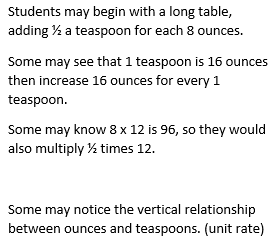 Students may begin with a long table,
adding ½ a teaspoon for each 8 ounces.
Some may see that 1 teaspoon is 16 ounces
then increase 16 ounces for every 1
teaspoon.
Some may know 8 x 12 is 96, so they would
also multiply ½ times 12.
Some may notice the vertical relationship
between ounces and teaspoons. (unit rate)